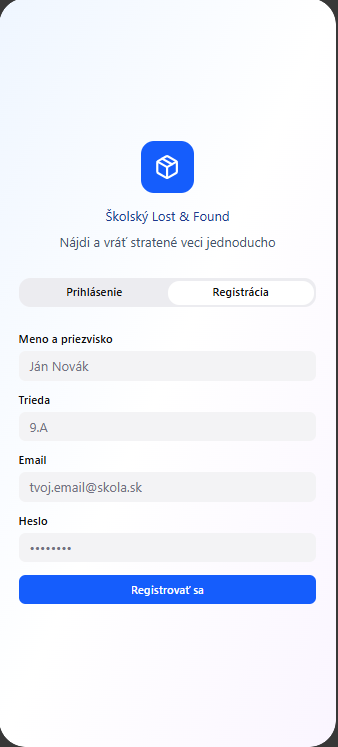 Školský Lost & Found
Nájdi a vráť stratené veci jednoducho
Prihlásenie
Registrácia
Meno a priezvisko
Ján Novák
Trieda
9.A
Email
tvoj.email@skola.sk
Heslo
••••••••
Registrovať sa